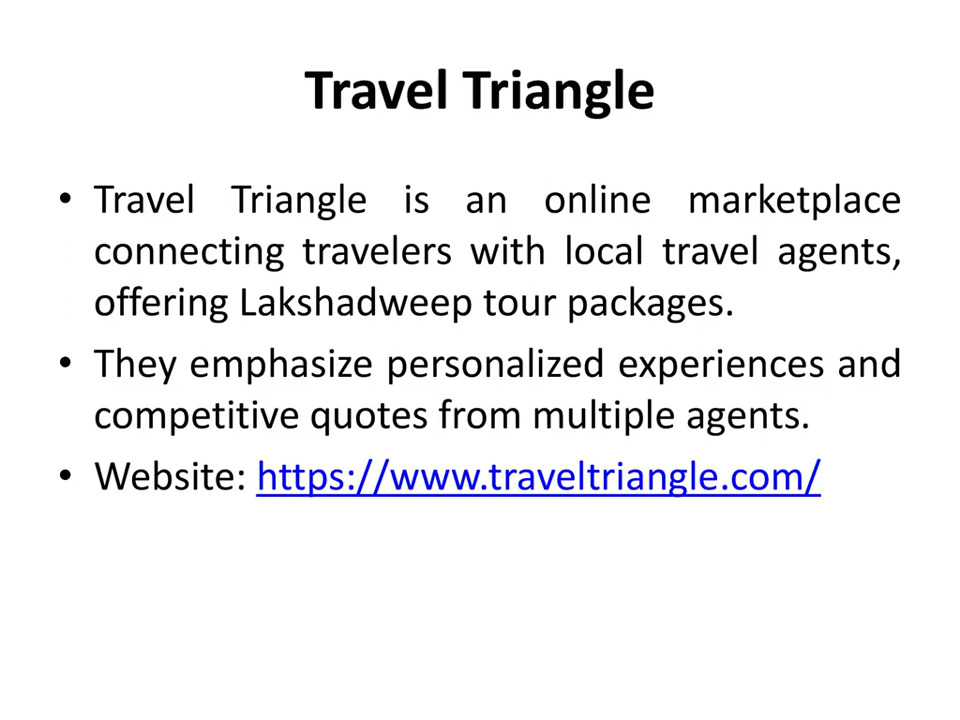 Travel Triangle
• Travel Triangle is an online marketplace
connecting travelers with local travel agents,
offering Lakshadweep tour packages.
• They emphasize personalized experiences and
competitive quotes from multiple agents.
• Website: https://www.traveltriangle.com/